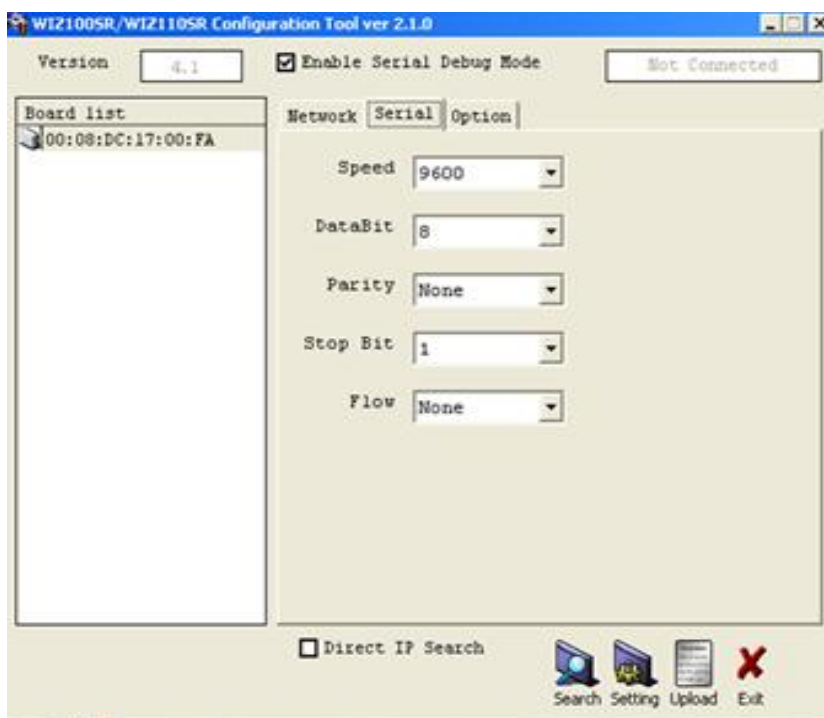 WIZ100SR/WIZ110SR Configuration Tool ver 2.1.0
Version 4.1 Enable Serial Debug Mode Not Connected
Board list
00:08:DC:17:00:FA
Network Serial Option
Speed 9600
DataBit 8
Parity None
Stop Bit 1
Flow None
Direct IP Search
Search Setting Upload Exit